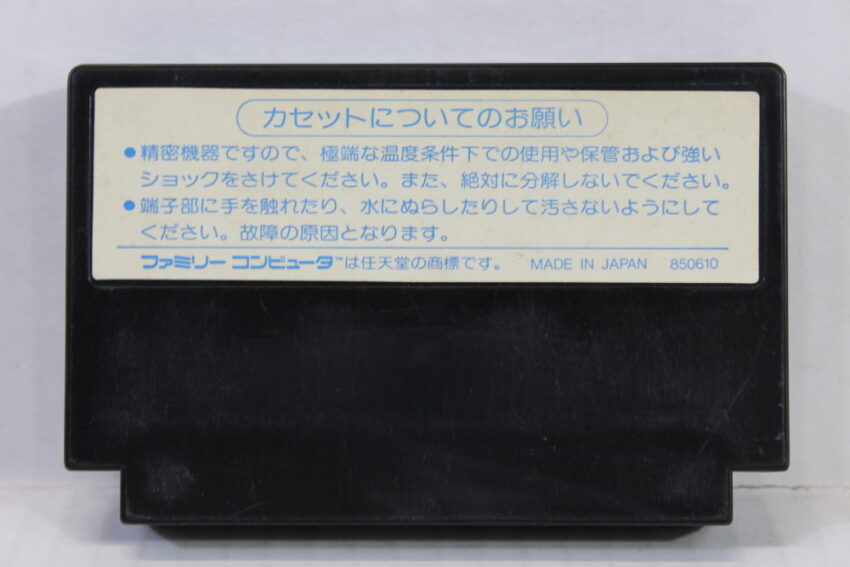 カセットについてのお願い
●精密機器ですので、極端な温度条件下での使用や保管および強い
ショックをさけてください。また、絶対に分解しないでください。
●端子部に手を触れたり、水にぬらしたりして汚さないようにして
ください。故障の原因となります。
ファミリー コンピュータ™は任天堂の商標です。 MADE IN JAPAN 850610